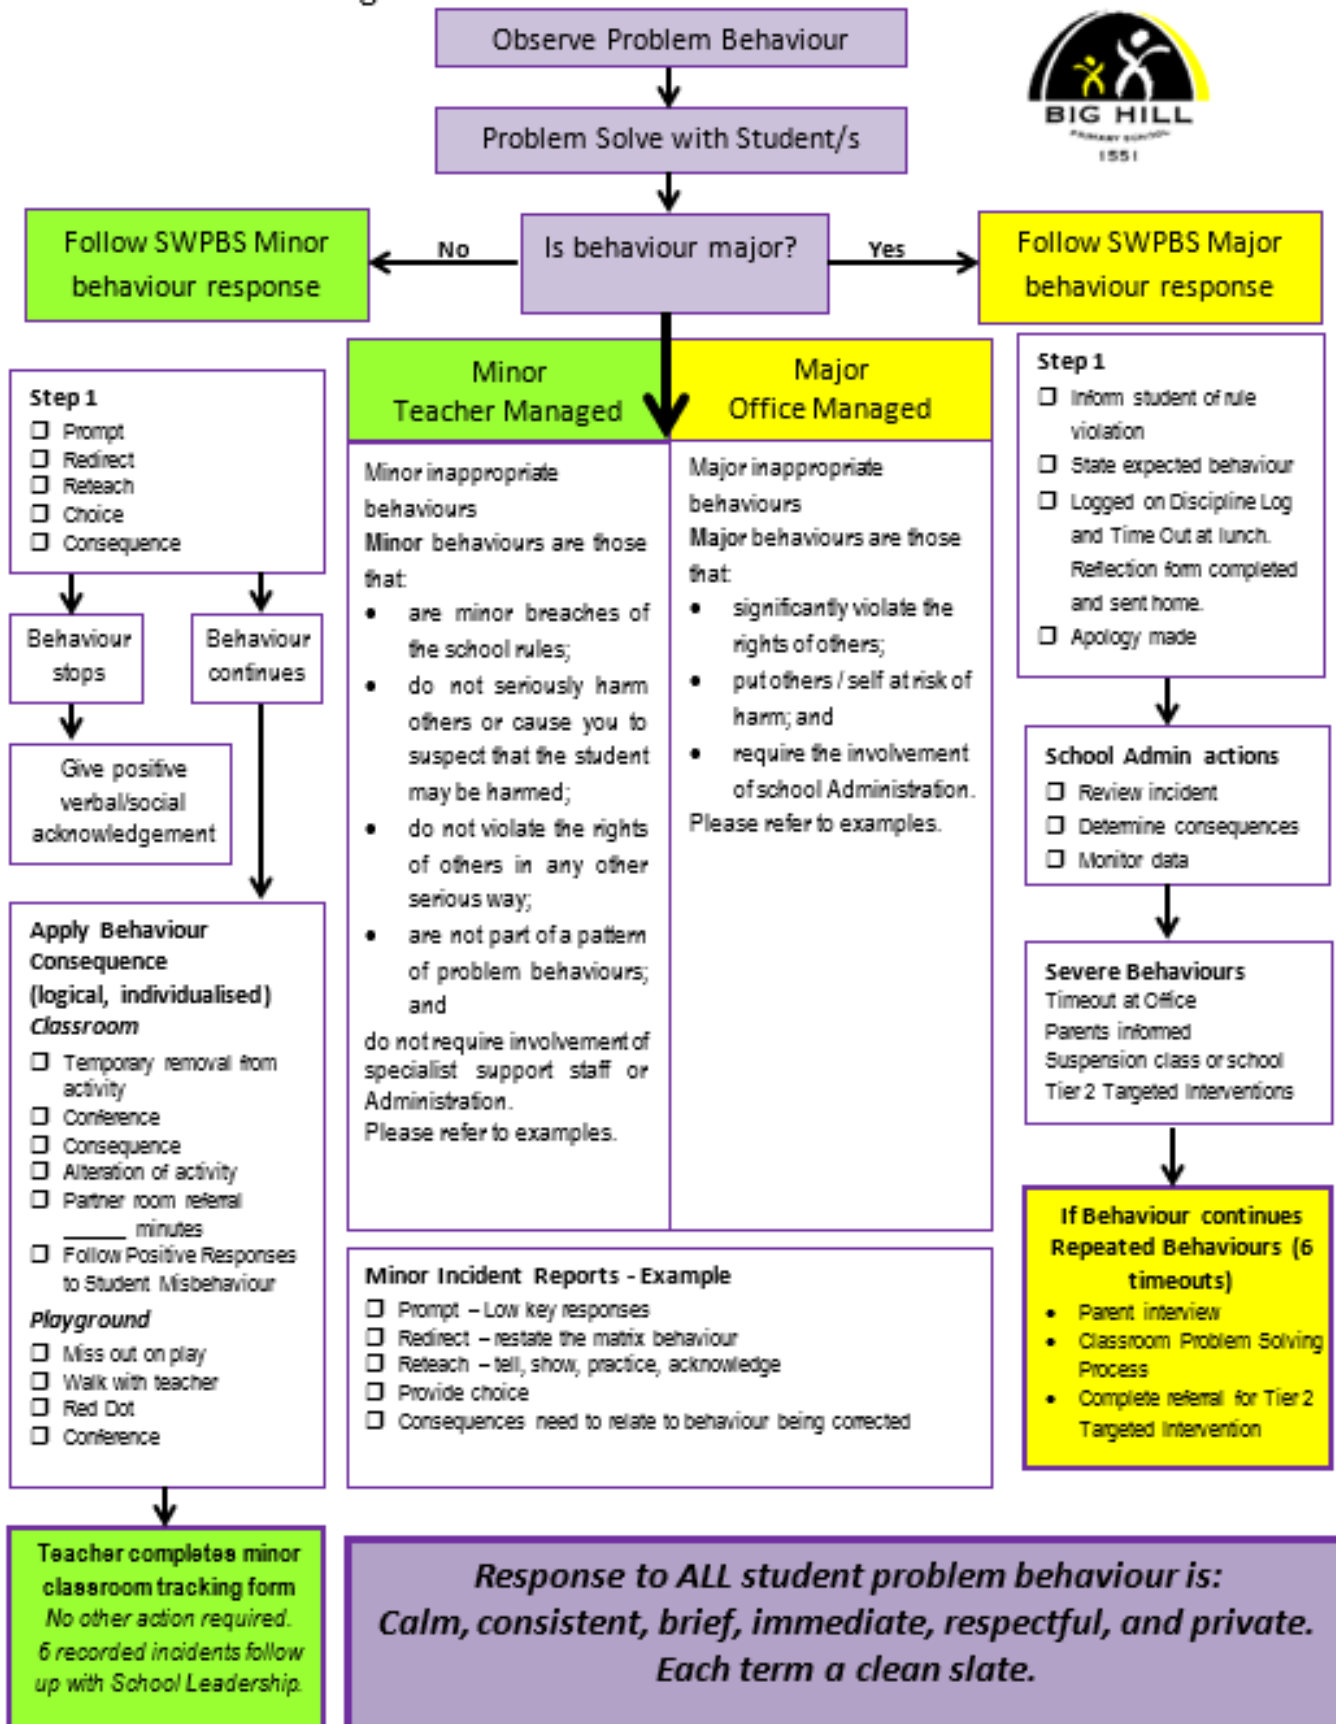 Observe Problem Behaviour
BIG HILL
PRIMARY SCHOOL
1551
Problem Solve with Student/s
Follow SWPBS Minor
behaviour response
No
Is behaviour major?
Yes
Follow SWPBS Major
behaviour response
Step 1
❒ Prompt
❒ Redirect
❒ Reteach
❒ Choice
❒ Consequence
Behaviour
stops
Behaviour
continues
Give positive
verbal/social
acknowledgement
Apply Behaviour
Consequence
(logical, individualised)
Classroom
❒ Temporary removal from
activity
❒ Conference
❒ Consequence
❒ Alteration of activity
❒ Partner room referral
______ minutes
❒ Follow Positive Responses
to Student Misbehaviour
Playground
❒ Miss out on play
❒ Walk with teacher
❒ Red Dot
❒ Conference
Teacher completes minor
classroom tracking form
No other action required.
6 recorded incidents follow
up with School Leadership.
Minor
Teacher Managed
Minor inappropriate
behaviours
Minor behaviours are those
that:
• are minor breaches of
the school rules;
• do not seriously harm
others or cause you to
suspect that the student
may be harmed;
• do not violate the rights
of others in any other
serious way;
• are not part of a pattern
of problem behaviours;
and
do not require involvement of
specialist support staff or
Administration.
Please refer to examples.
Major
Office Managed
Major inappropriate
behaviours
Major behaviours are those
that:
• significantly violate the
rights of others;
• put others / self at risk of
harm; and
• require the involvement
of school Administration.
Please refer to examples.
Minor Incident Reports - Example
❒ Prompt – Low key responses
❒ Redirect – restate the matrix behaviour
❒ Reteach – tell, show, practice, acknowledge
❒ Provide choice
❒ Consequences need to relate to behaviour being corrected
Step 1
❒ Inform student of rule
violation
❒ State expected behaviour
❒ Logged on Discipline Log
and Time Out at lunch.
Reflection form completed
and sent home.
❒ Apology made
School Admin actions
❒ Review incident
❒ Determine consequences
❒ Monitor data
Severe Behaviours
Timeout at Office
Parents informed
Suspension class or school
Tier 2 Targeted Interventions
If Behaviour continues
Repeated Behaviours (6
timeouts)
• Parent interview
• Classroom Problem Solving
Process
• Complete referral for Tier 2
Targeted Intervention
Response to ALL student problem behaviour is:
Calm, consistent, brief, immediate, respectful, and private.
Each term a clean slate.